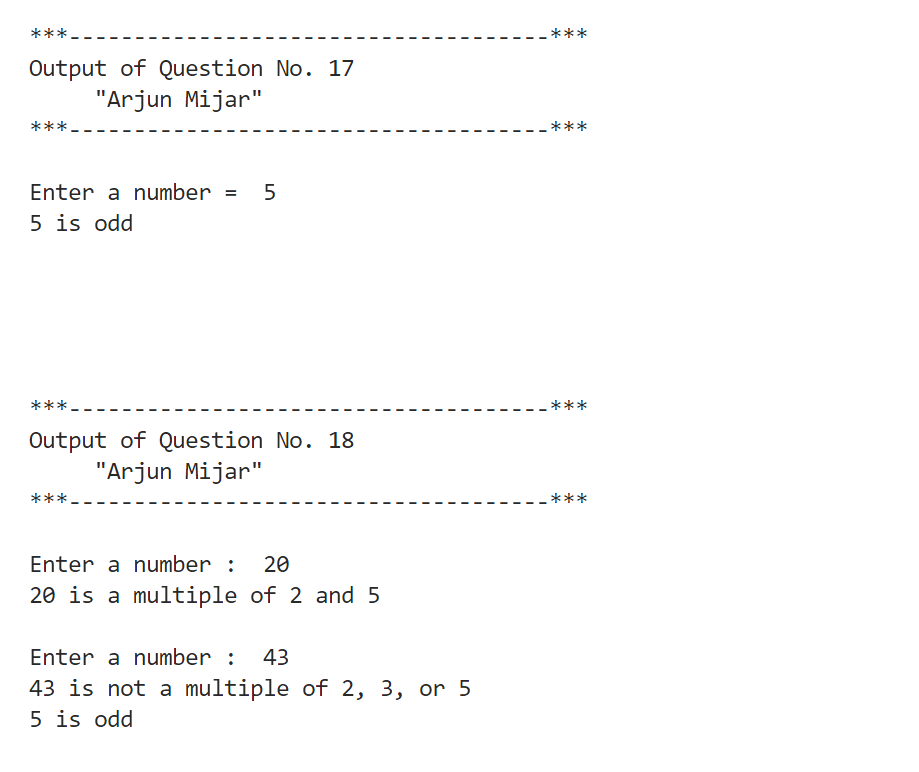 ***-------------------------------------***
Output of Question No. 17
"Arjun Mijar"
***-------------------------------------***
Enter a number =  5
5 is odd
***-------------------------------------***
Output of Question No. 18
"Arjun Mijar"
***-------------------------------------***
Enter a number :  20
20 is a multiple of 2 and 5
Enter a number :  43
43 is not a multiple of 2, 3, or 5
5 is odd